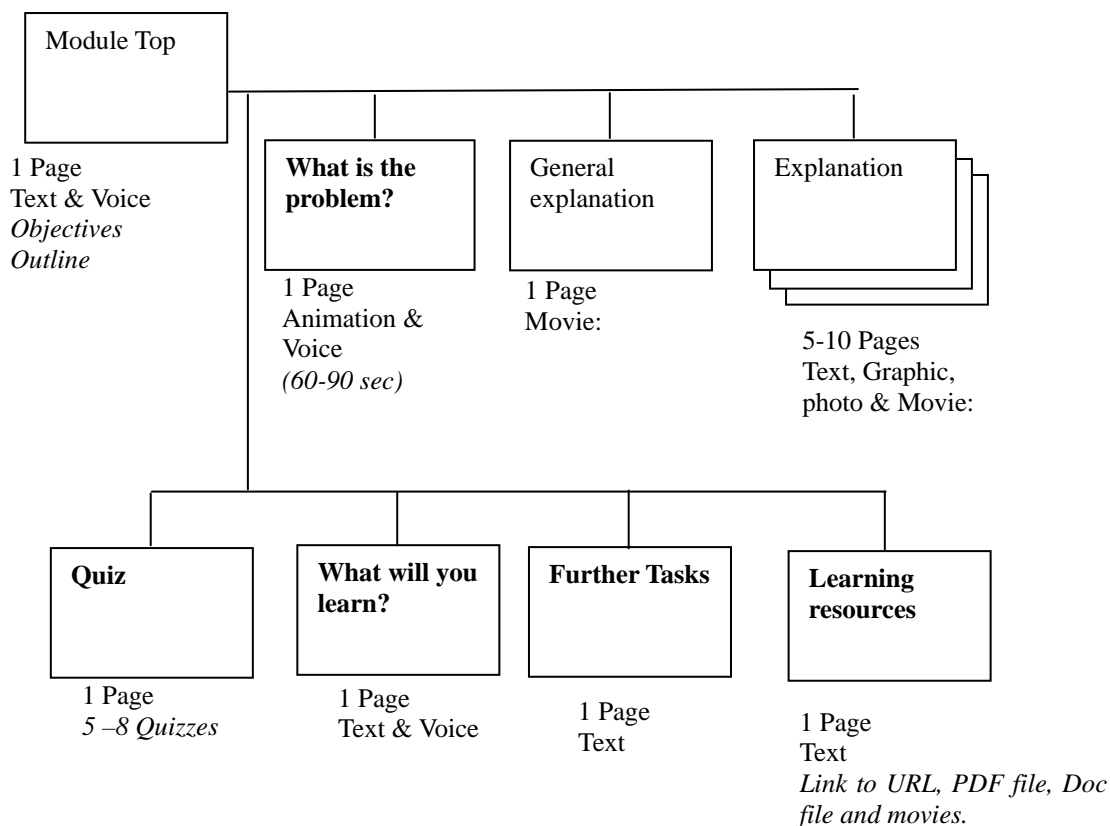 Module Top
1 Page
Text & Voice
Objectives
Outline
What is the
problem?
1 Page
Animation &
Voice
(60-90 sec)
General
explanation
1 Page
Movie:
Explanation
5-10 Pages
Text, Graphic,
photo & Movie:
Quiz
1 Page
5 –8 Quizzes
What will you
learn?
1 Page
Text & Voice
Further Tasks
1 Page
Text
Learning
resources
1 Page
Text
Link to URL, PDF file, Doc
file and movies.